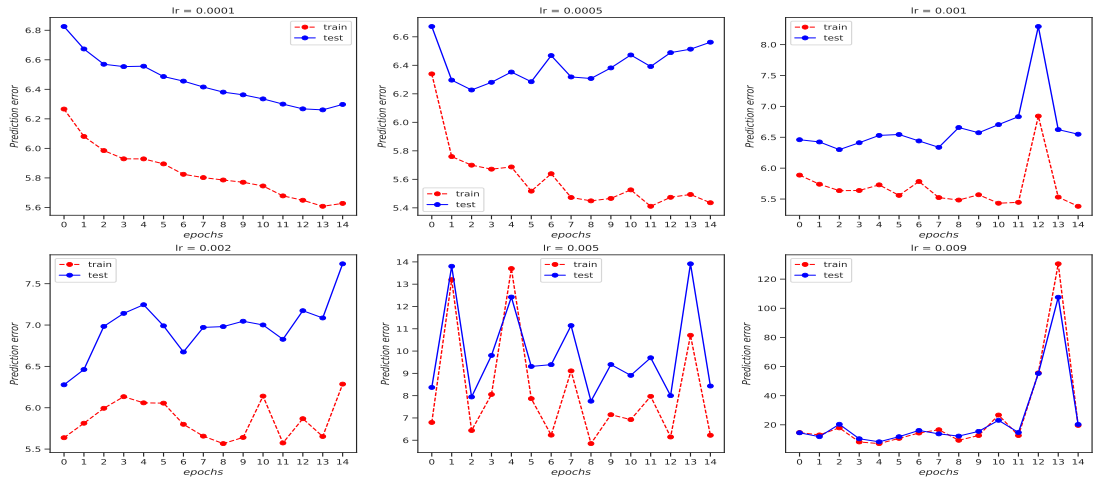 lr = 0.0001
6.8
6.6
6.4
6.2
6.0
5.8
5.6
Prediction error
train
test
0 1 2 3 4 5 6 7 8 9 10 11 12 13 14
epochs
lr = 0.0005
6.6
6.4
6.2
6.0
5.8
5.6
5.4
Prediction error
train
test
0 1 2 3 4 5 6 7 8 9 10 11 12 13 14
epochs
lr = 0.001
8.0
7.5
7.0
6.5
6.0
5.5
Prediction error
train
test
0 1 2 3 4 5 6 7 8 9 10 11 12 13 14
epochs
lr = 0.002
7.5
7.0
6.5
6.0
5.5
Prediction error
train
test
0 1 2 3 4 5 6 7 8 9 10 11 12 13 14
epochs
lr = 0.005
14
13
12
11
10
9
8
7
6
Prediction error
train
test
0 1 2 3 4 5 6 7 8 9 10 11 12 13 14
epochs
lr = 0.009
120
100
80
60
40
20
Prediction error
train
test
0 1 2 3 4 5 6 7 8 9 10 11 12 13 14
epochs